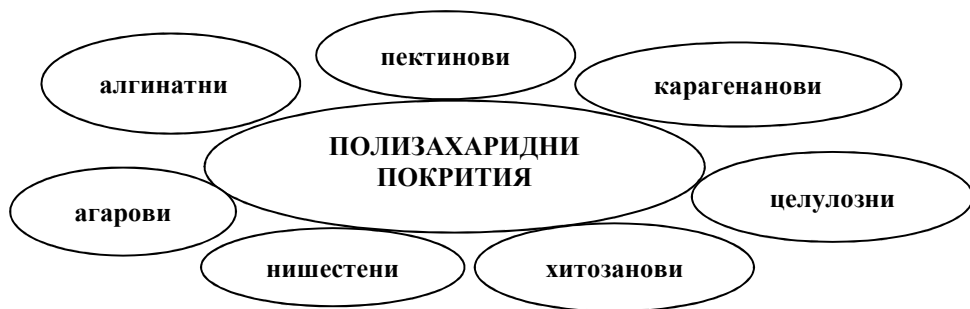 пектинови
алгинатни
карагенанови
ПОЛИЗАХАРИДНИ
ПОКРИТИЯ
целулозни
агарови
нишестени
хитозанови